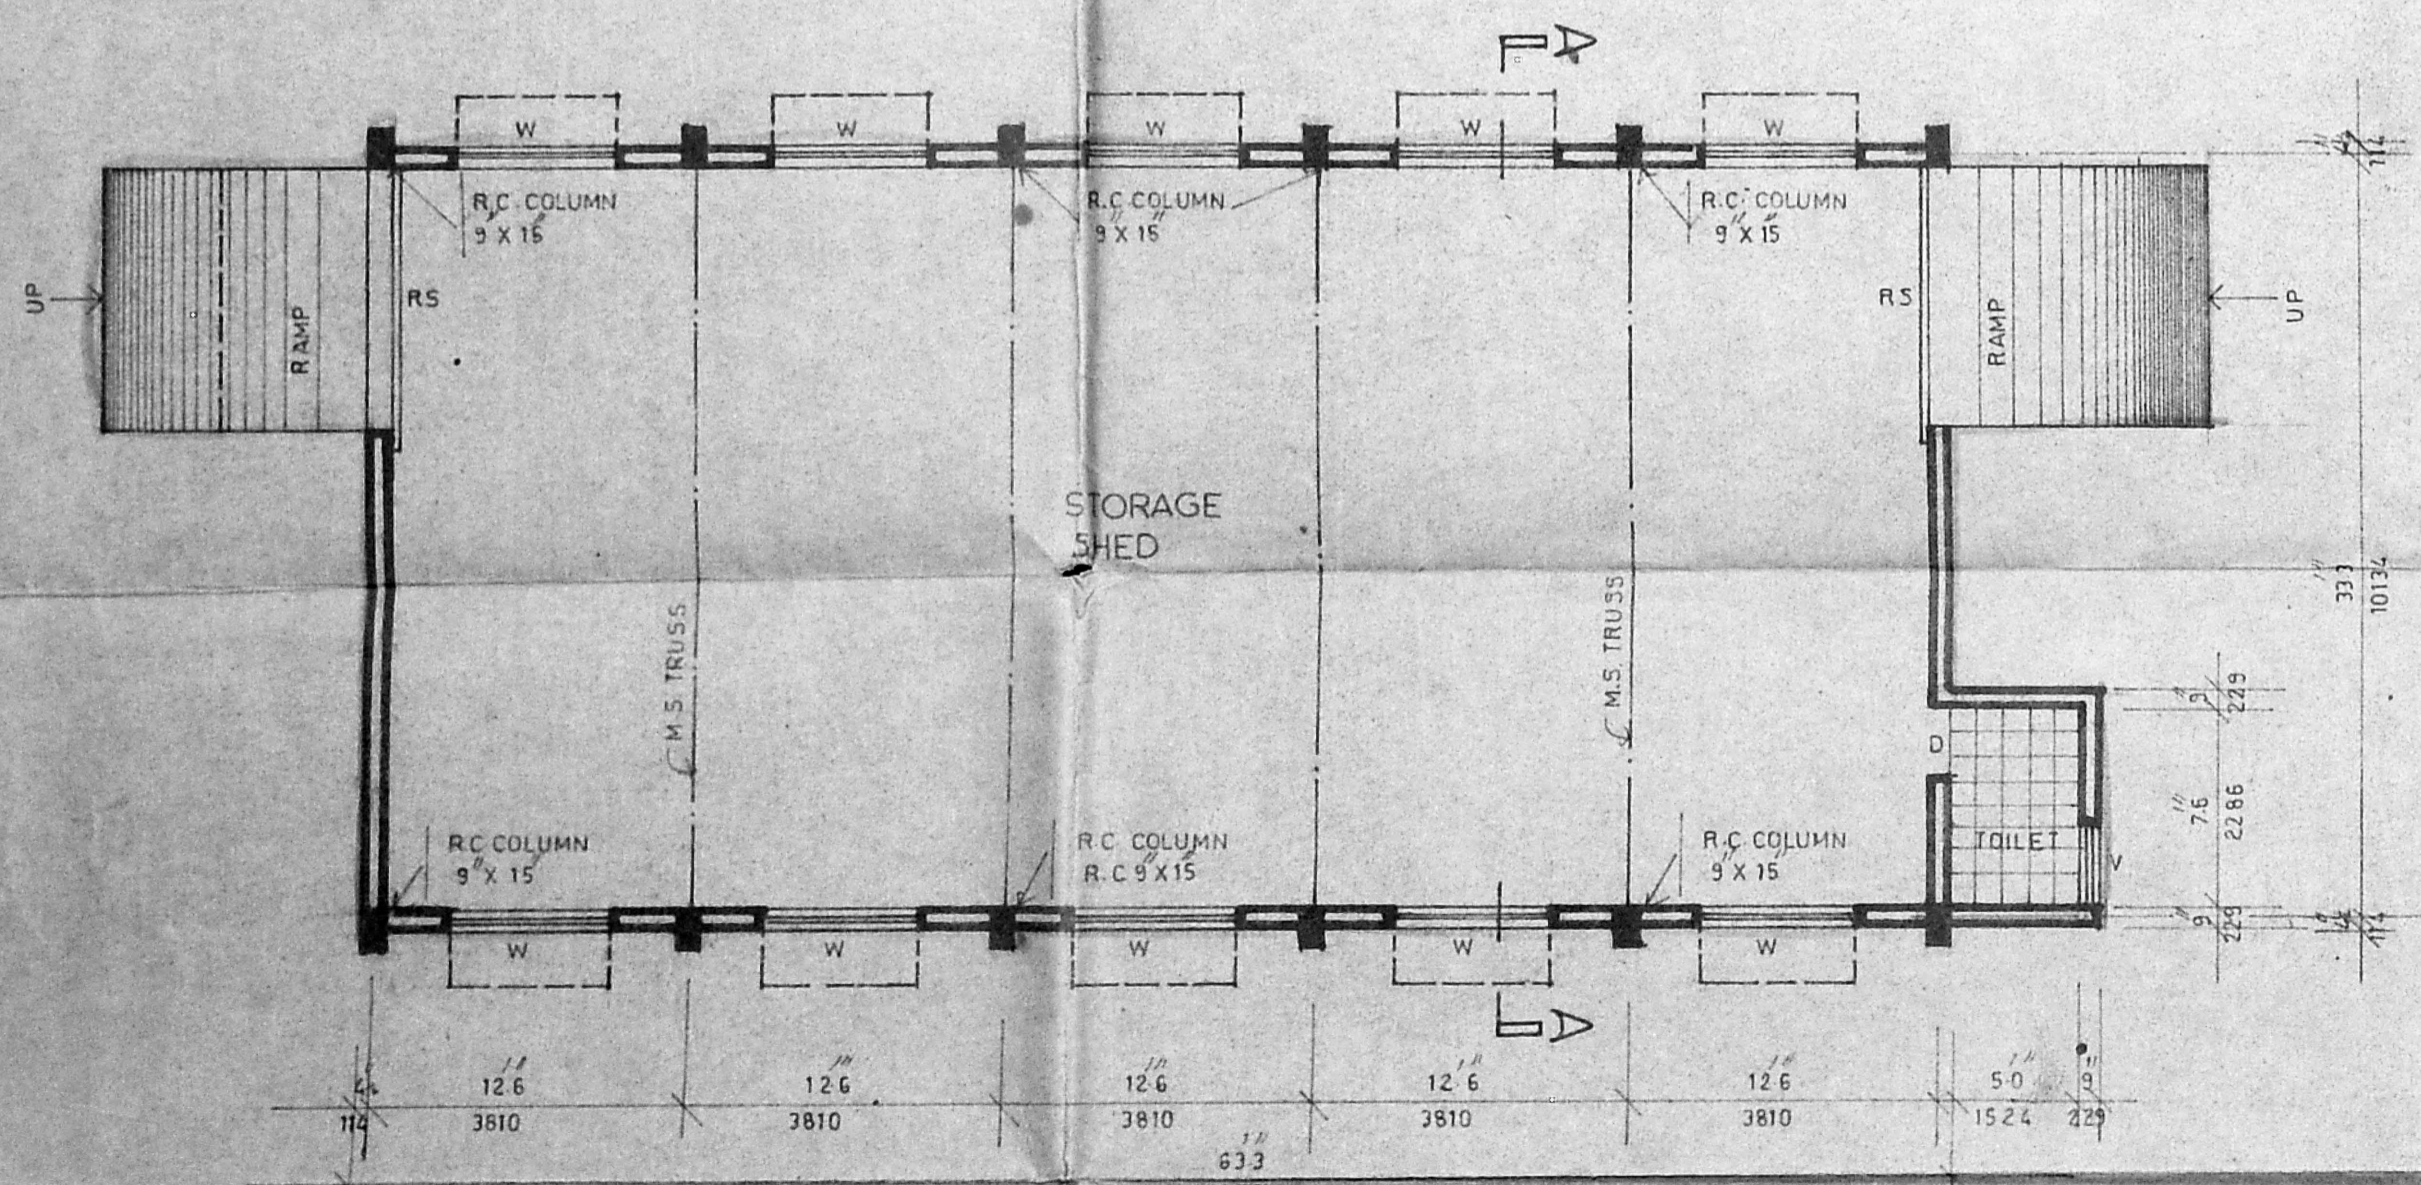 A
W W W W W
114
R.C. COLUMN
9" X 15"
R.C. COLUMN
9" X 15"
R.C. COLUMN
9" X 15"
UP
RAMP
RS
RS
RAMP
UP
STORAGE
SHED
33'3"
10134
M.S. TRUSS
M.S. TRUSS
9"
229
D
7'.6"
2286
TOILET
V
R.C COLUMN
9" X 15"
R.C COLUMN
R.C 9" X 15"
R.C. COLUMN
9" X 15"
9"
229
114
W W W W W
A
12'.6" 12'.6" 12'.6" 12'.6" 12'.6" 5'.0" 9"
114 3810 3810 3810 3810 3810 1524 229
63'.3"